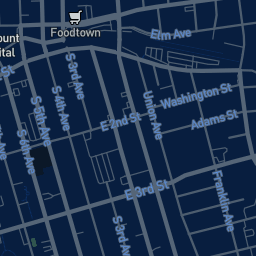 Foodtown
Elm Ave
ount
ital
St
S 3rd Ave
S 4th Ave
Washington St
Union Ave
Adams St
E 2nd St
S 5th Ave
S 6th Ave
E 3rd St
Franklin Ave
S 3rd Ave